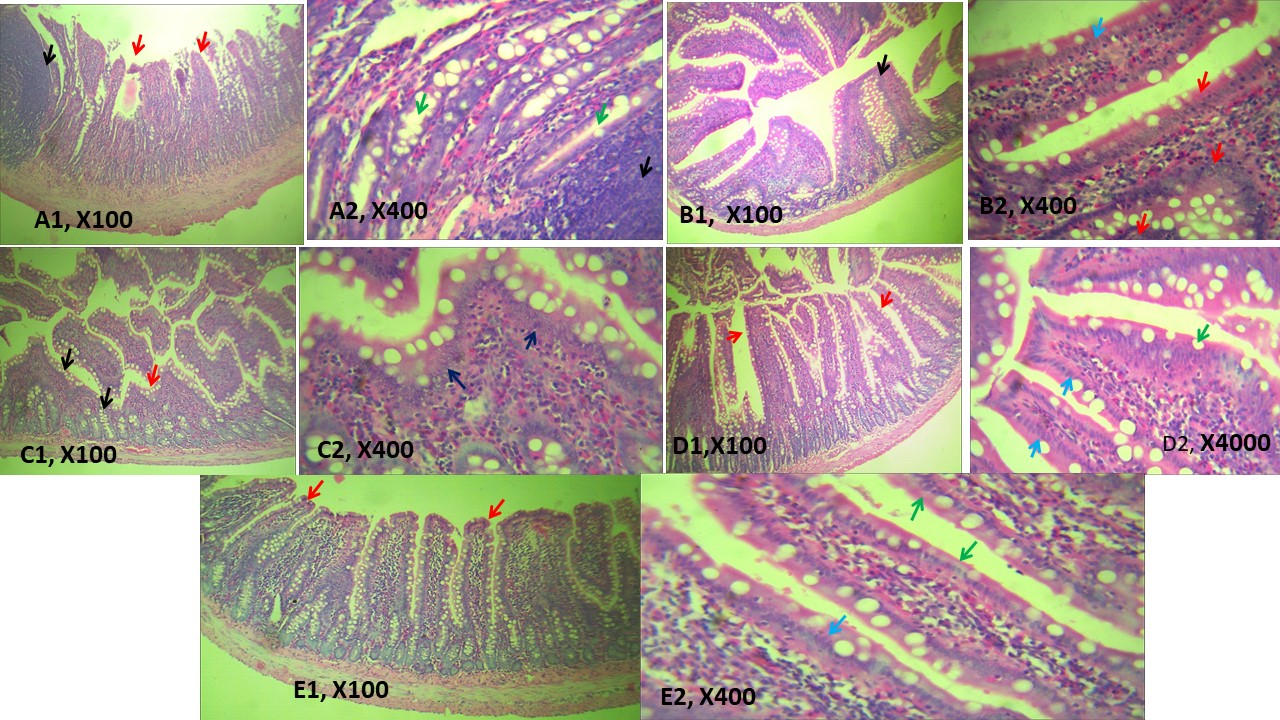 A1, X100
A2, X400
B1, X100
B2, X400
C1, X100
C2, X400
D1,X100
D2, X4000
E1, X100
E2, X400